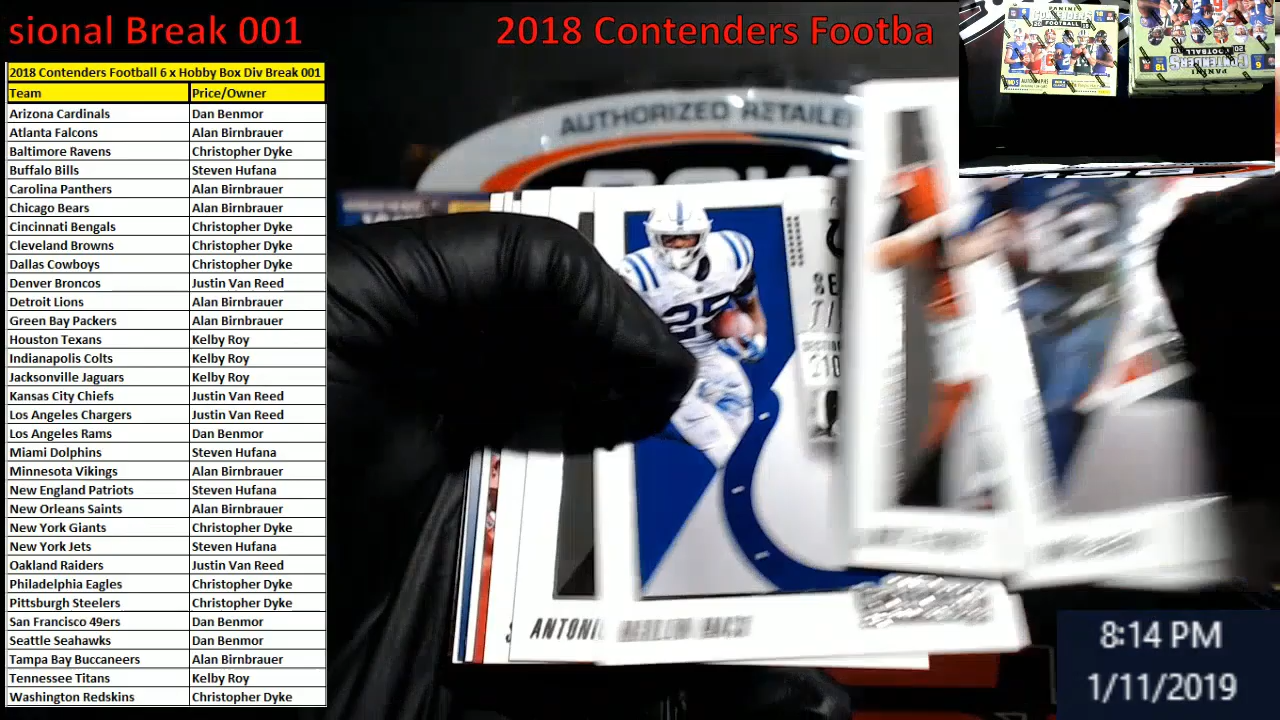 sional Break 001
2018 Contenders Footba
2018 Contenders Football 6 x Hobby Box Div Break 001
Team Price/Owner
Arizona Cardinals Dan Benmor
Atlanta Falcons Alan Birnbrauer
Baltimore Ravens Christopher Dyke
Buffalo Bills Steven Hufana
Carolina Panthers Alan Birnbrauer
Chicago Bears Alan Birnbrauer
Cincinnati Bengals Christopher Dyke
Cleveland Browns Christopher Dyke
Dallas Cowboys Christopher Dyke
Denver Broncos Justin Van Reed
Detroit Lions Alan Birnbrauer
Green Bay Packers Alan Birnbrauer
Houston Texans Kelby Roy
Indianapolis Colts Kelby Roy
Jacksonville Jaguars Kelby Roy
Kansas City Chiefs Justin Van Reed
Los Angeles Chargers Justin Van Reed
Los Angeles Rams Dan Benmor
Miami Dolphins Steven Hufana
Minnesota Vikings Alan Birnbrauer
New England Patriots Steven Hufana
New Orleans Saints Alan Birnbrauer
New York Giants Christopher Dyke
New York Jets Steven Hufana
Oakland Raiders Justin Van Reed
Philadelphia Eagles Christopher Dyke
Pittsburgh Steelers Christopher Dyke
San Francisco 49ers Dan Benmor
Seattle Seahawks Dan Benmor
Tampa Bay Buccaneers Alan Birnbrauer
Tennessee Titans Kelby Roy
Washington Redskins Christopher Dyke
AUTHORIZED RETAILE
PANINI
CONTENDERS
FOOTBALL
25
ANTONI
MARLON MACK
8:14 PM
1/11/2019